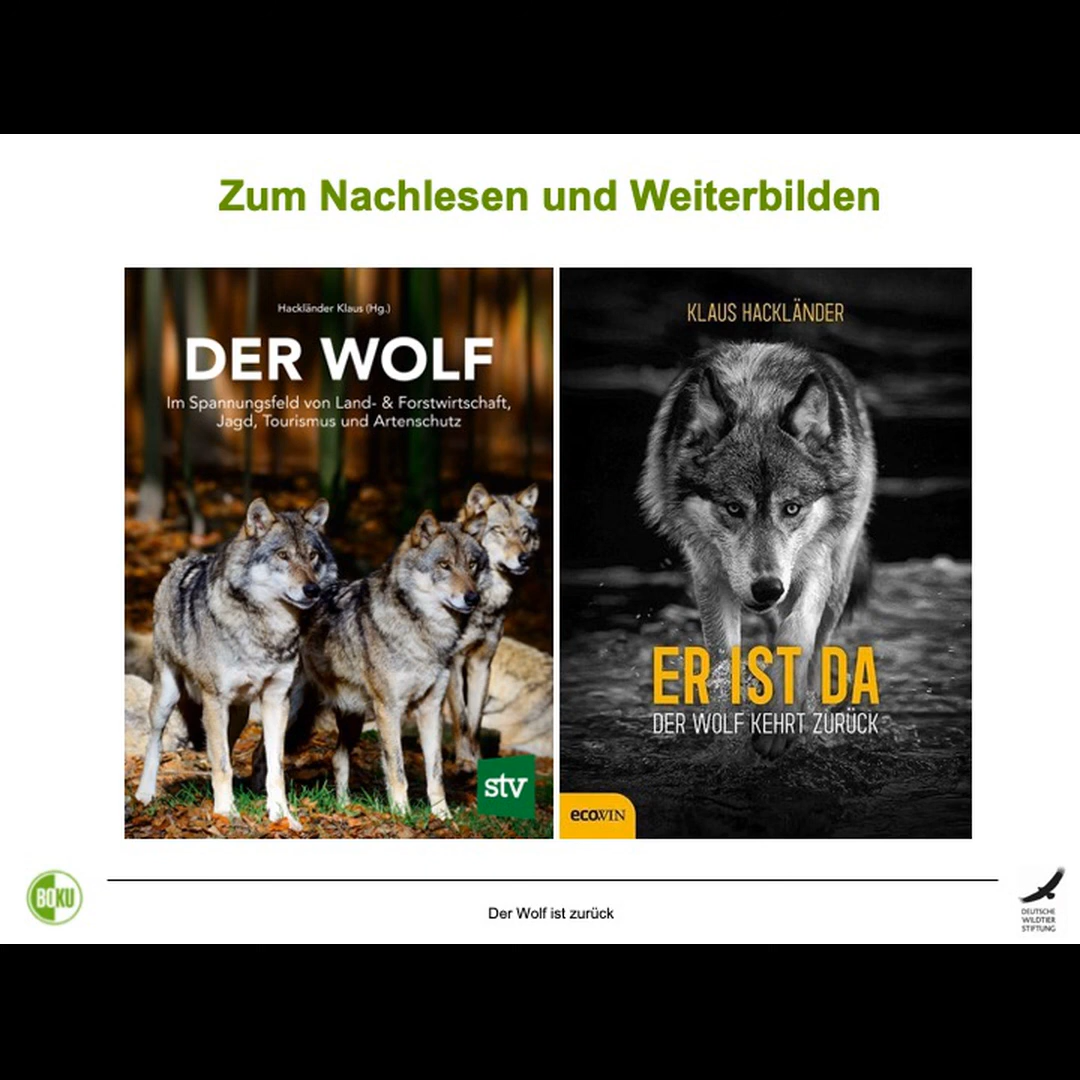 Zum Nachlesen und Weiterbilden
Hackländer Klaus (Hg.)
DER WOLF
Im Spannungsfeld von Land- & Forstwirtschaft,
Jagd, Tourismus und Artenschutz
stv
KLAUS HACKLÄNDER
ER IST DA
DER WOLF KEHRT ZURÜCK
ecoWIN
BOKU
Der Wolf ist zurück
DEUTSCHE
WILDTIER
STIFTUNG